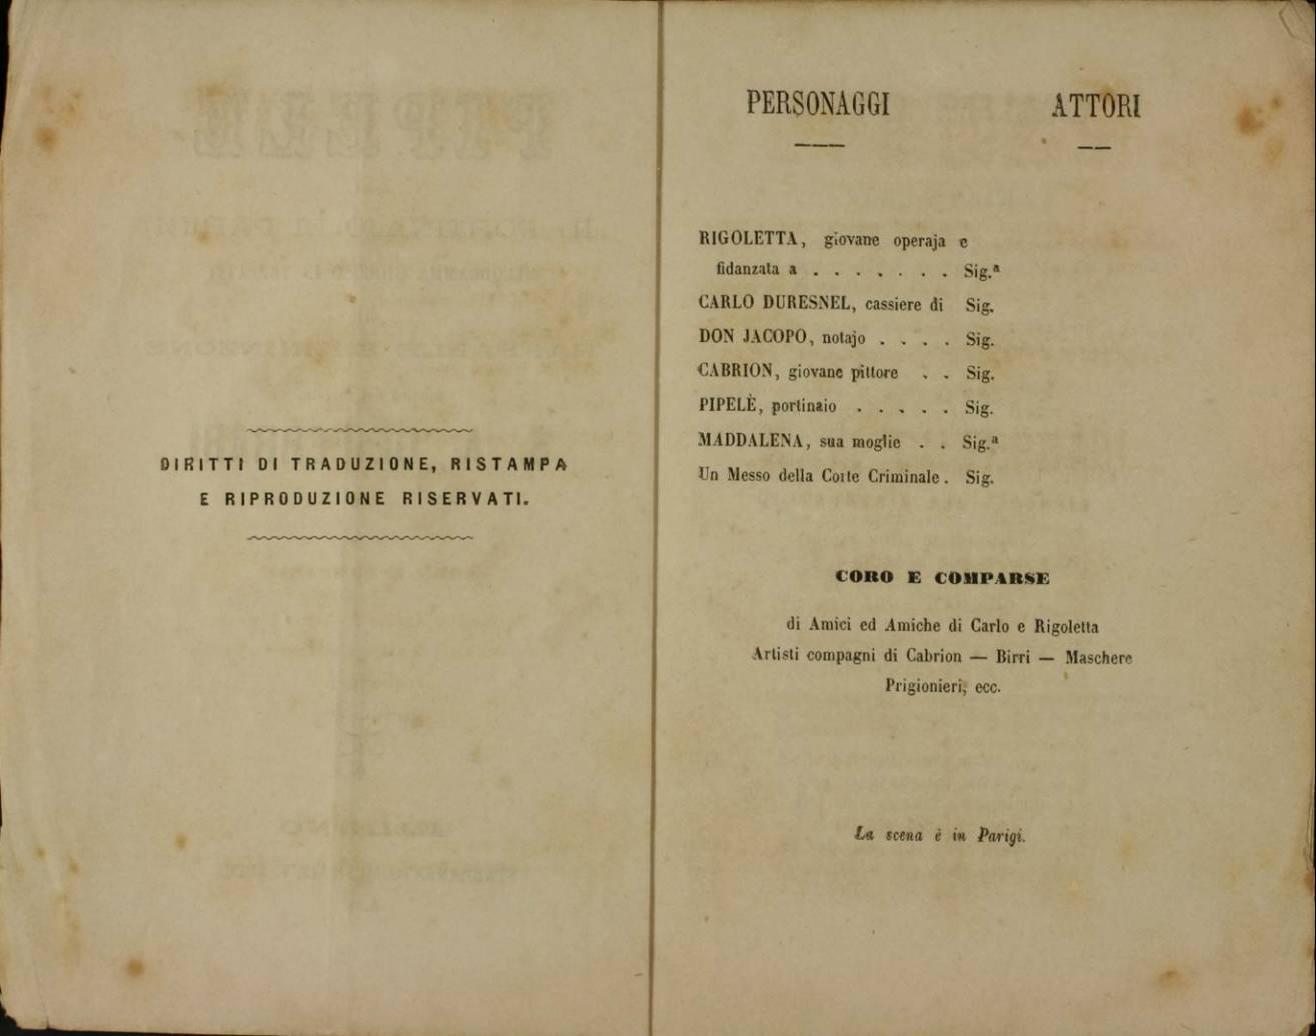 DIRITTI DI TRADUZIONE, RISTAMPA
E RIPRODUZIONE RISERVATI.
PERSONAGGI ATTORI
RIGOLETTA, giovane operaja e
fidanzata a . . . . . . . Sig.ª
CARLO DURESNEL, cassiere di Sig.
DON JACOPO, notajo . . . . Sig.
CABRION, giovane pittore . . Sig.
PIPELÈ, portinaio . . . . . Sig.
MADDALENA, sua moglie . . Sig.ª
Un Messo della Corte Criminale . Sig.
CORO E COMPARSE
di Amici ed Amiche di Carlo e Rigoletta
Artisti compagni di Cabrion — Birri — Maschere
Prigionieri, ecc.
La scena è in Parigi.